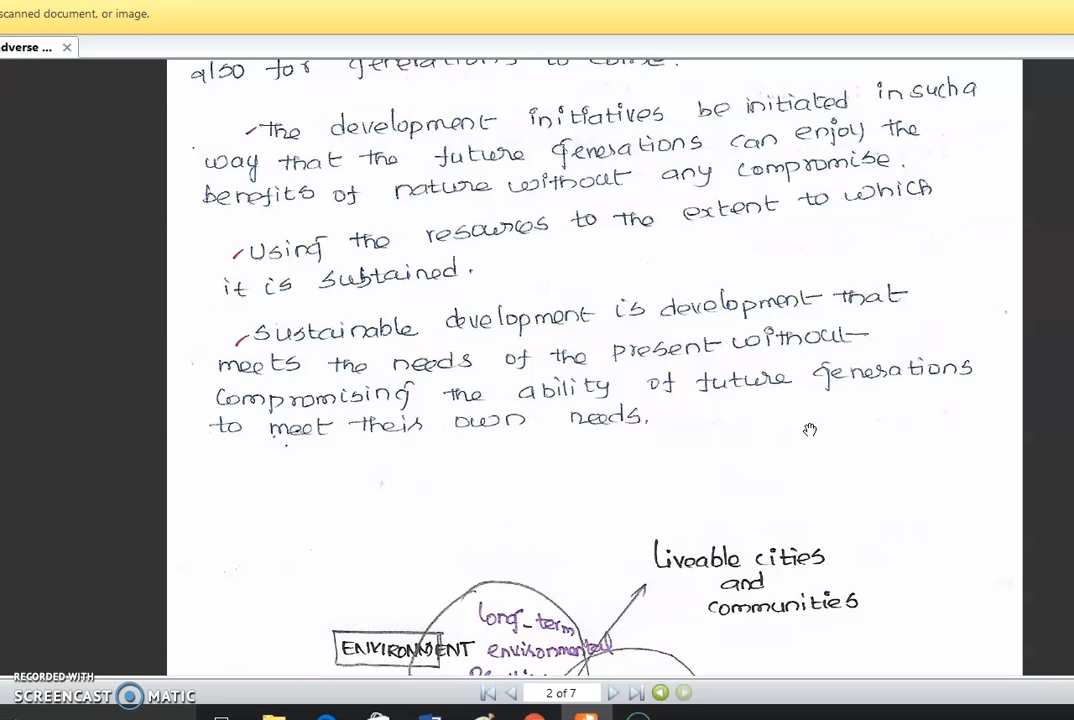 scanned document, or image.
dverse ... ×
also for generations to come.
The development initiatives be initiated in such a
way that the future generations can enjoy the
benefits of nature without any compromise.
Using the resources to the extent to which
it is sustained.
Sustainable development is development that
meets the needs of the present without
compromising the ability of future generations
to meet their own needs.
Liveable cities
and
communities
long-term
ENVIRONMENT environmental
RECORDED WITH
SCREENCAST MATIC
2 of 7